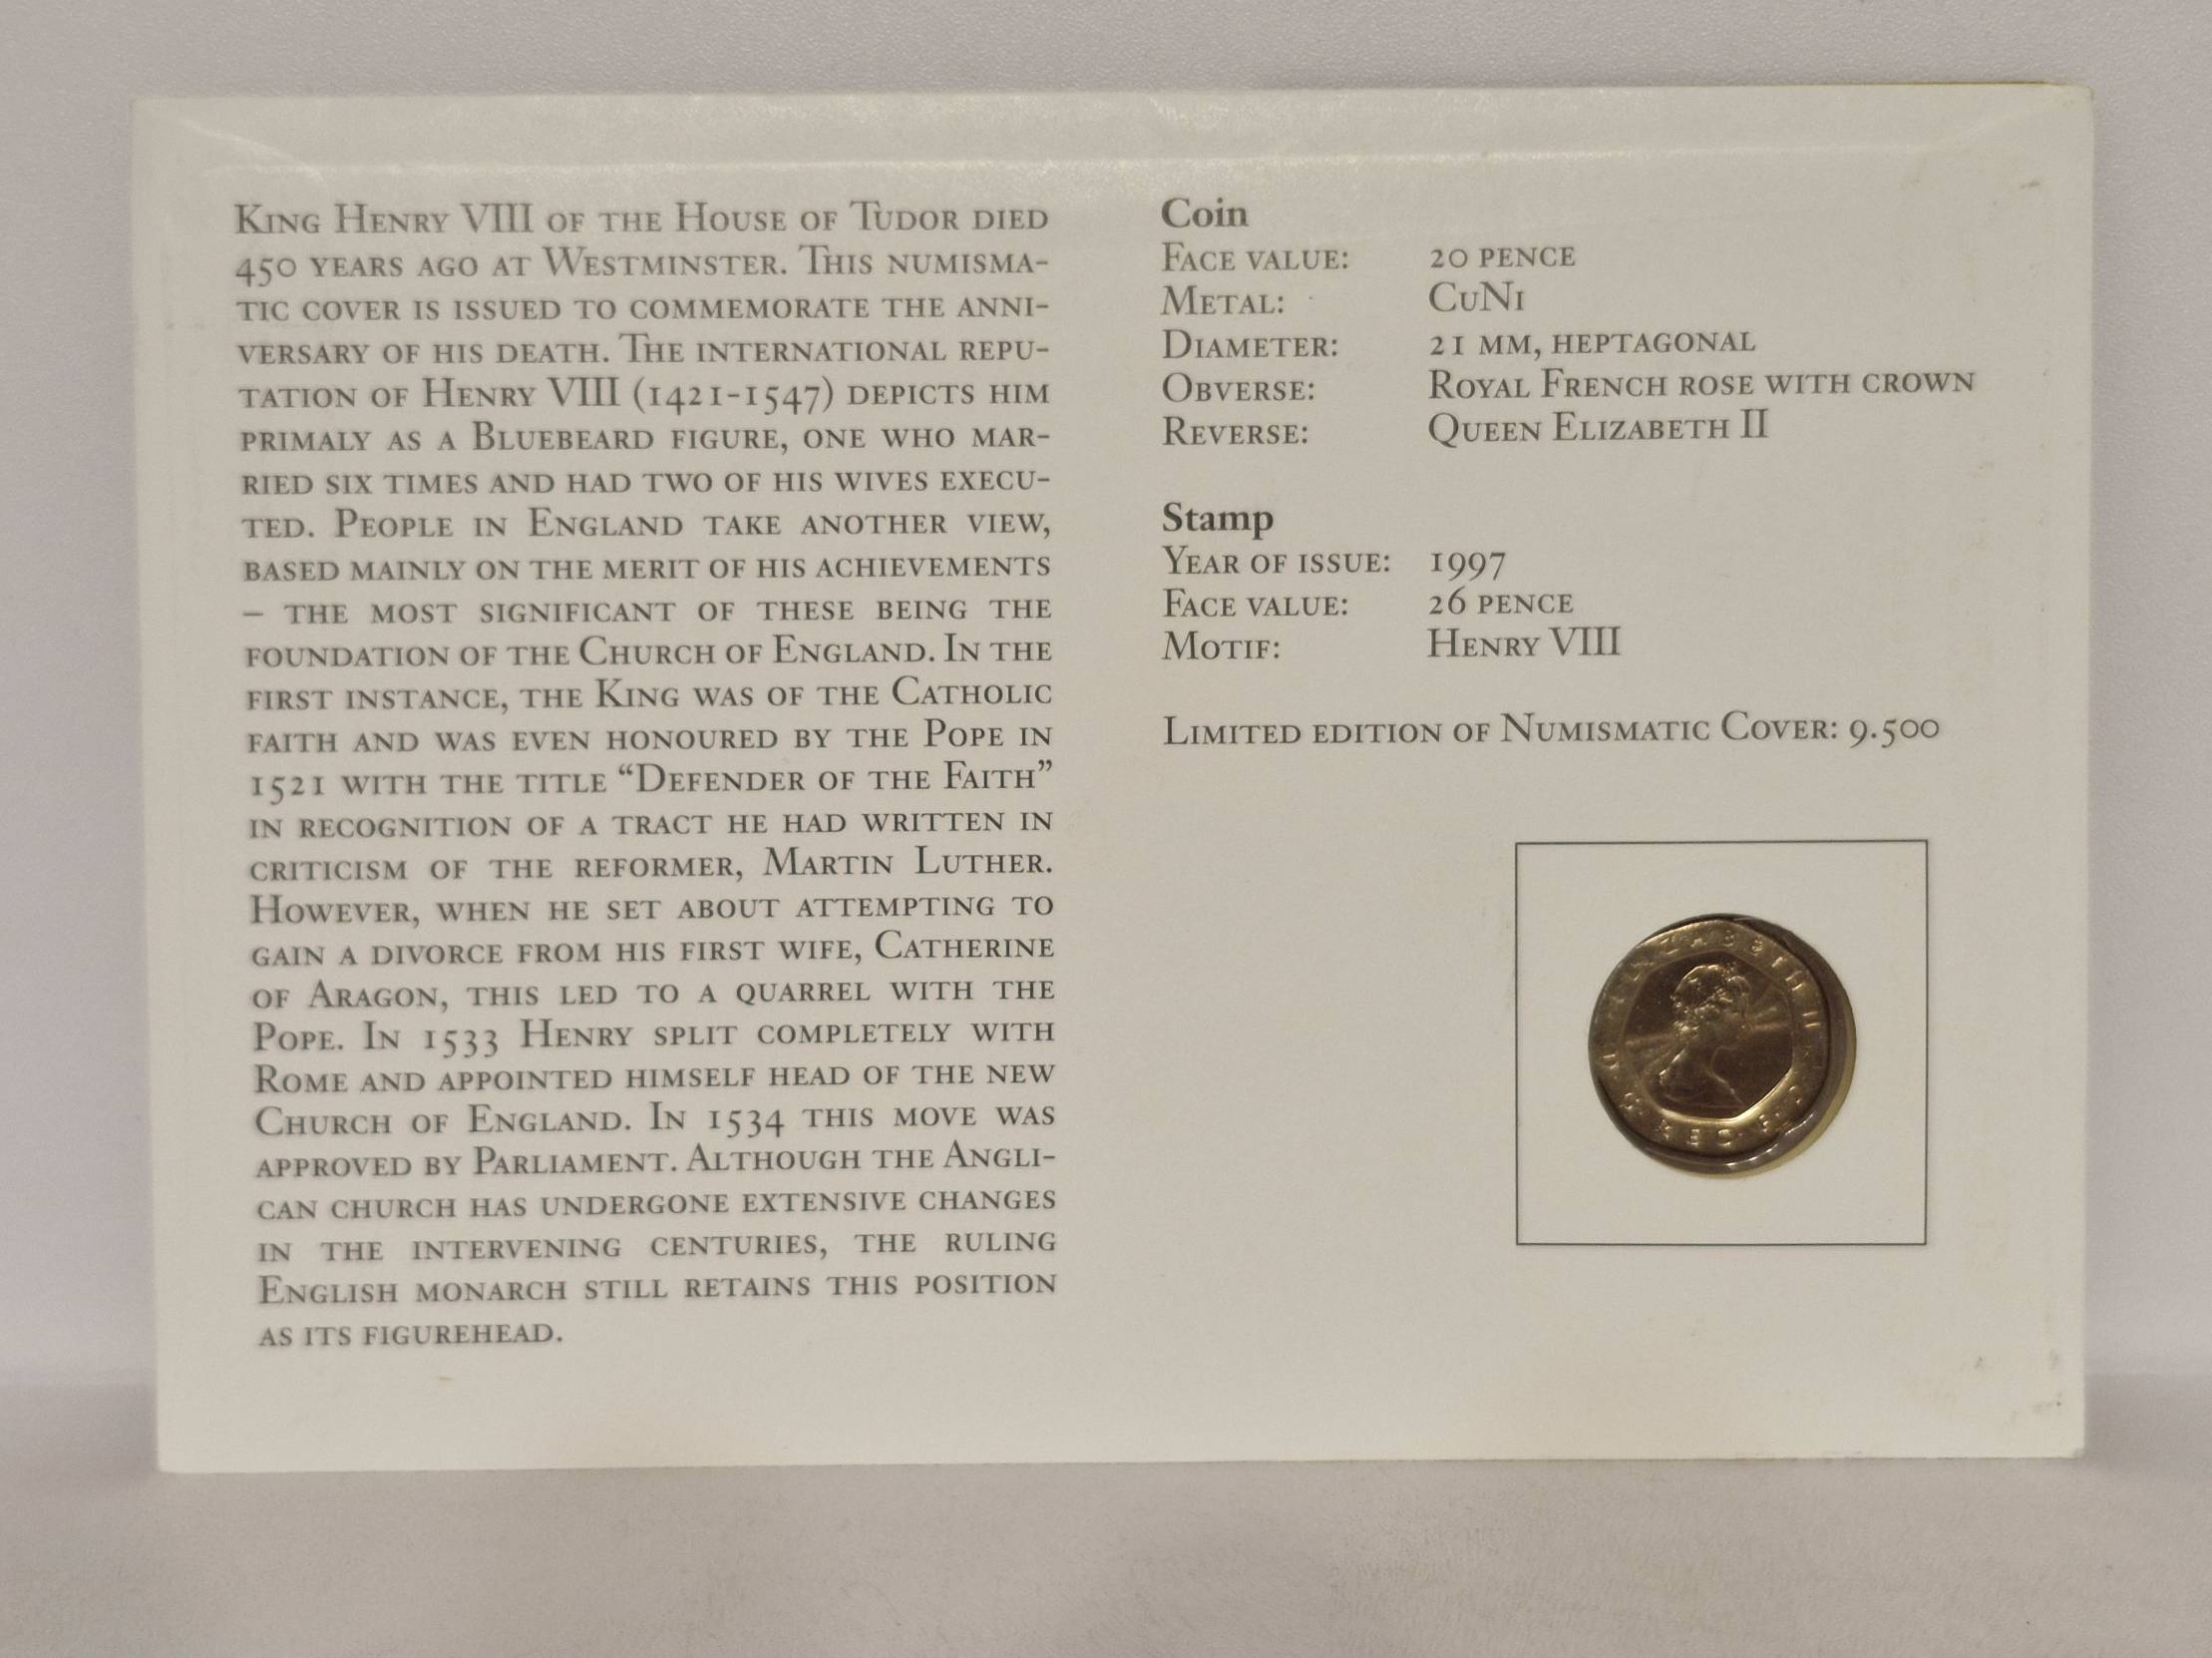 King Henry VIII of the House of Tudor died
450 years ago at Westminster. This numisma-
tic cover is issued to commemorate the anni-
versary of his death. The international repu-
tation of Henry VIII (1421-1547) depicts him
primaly as a Bluebeard figure, one who mar-
ried six times and had two of his wives execu-
ted. People in England take another view,
based mainly on the merit of his achievements
– the most significant of these being the
foundation of the Church of England. In the
first instance, the King was of the Catholic
faith and was even honoured by the Pope in
1521 with the title “Defender of the Faith”
in recognition of a tract he had written in
criticism of the reformer, Martin Luther.
However, when he set about attempting to
gain a divorce from his first wife, Catherine
of Aragon, this led to a quarrel with the
Pope. In 1533 Henry split completely with
Rome and appointed himself head of the new
Church of England. In 1534 this move was
approved by Parliament. Although the Angli-
can church has undergone extensive changes
in the intervening centuries, the ruling
English monarch still retains this position
as its figurehead.
Coin
Face value: 20 pence
Metal: CuNi
Diameter: 21 mm, heptagonal
Obverse: Royal French rose with crown
Reverse: Queen Elizabeth II
Stamp
Year of issue: 1997
Face value: 26 pence
Motif: Henry VIII
Limited edition of Numismatic Cover: 9.500
ELIZABETH II